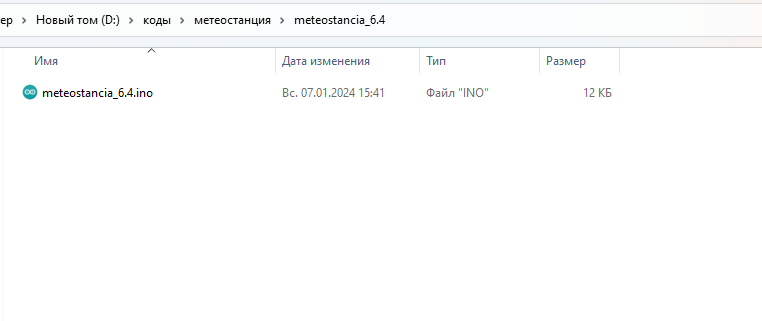 ер > Новый том (D:) > коды > метеостанция > meteostancia_6.4
Имя Дата изменения Тип Размер
meteostancia_6.4.ino Вс. 07.01.2024 15:41 Файл "INO" 12 КБ